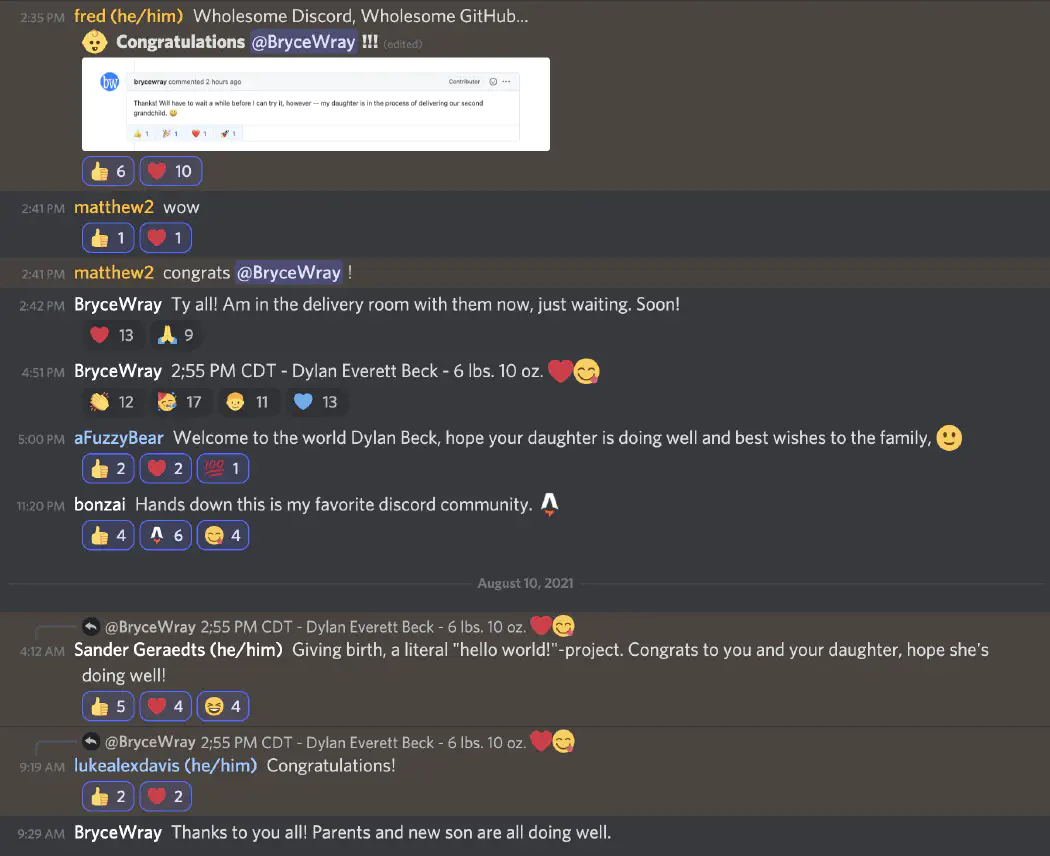 2:35 PM fred (he/him) Wholesome Discord, Wholesome GitHub...
Congratulations @BryceWray !!! (edited)
bw
brycewray commented 2 hours ago Contributor
Thanks! Will have to wait a while before I can try it, however — my daughter is in the process of delivering our second
grandchild. 😀
👍 1 🎉 1 ❤️ 1 🚀 1
👍 6 ❤️ 10
2:41 PM matthew2 wow
👍 1 ❤️ 1
2:41 PM matthew2 congrats @BryceWray !
2:42 PM BryceWray Ty all! Am in the delivery room with them now, just waiting. Soon!
❤️ 13 🙏 9
4:51 PM BryceWray 2;55 PM CDT - Dylan Everett Beck - 6 lbs. 10 oz. ❤️😋
👏 12 🥳 17 👶 11 💙 13
5:00 PM aFuzzyBear Welcome to the world Dylan Beck, hope your daughter is doing well and best wishes to the family, 🙂
👍 2 ❤️ 2 💯 1
11:20 PM bonzai Hands down this is my favorite discord community.
👍 4 6 😋 4
August 10, 2021
@BryceWray 2;55 PM CDT - Dylan Everett Beck - 6 lbs. 10 oz. ❤️😋
4:12 AM Sander Geraedts (he/him) Giving birth, a literal "hello world!"-project. Congrats to you and your daughter, hope she's
doing well!
👍 5 ❤️ 4 😆 4
@BryceWray 2;55 PM CDT - Dylan Everett Beck - 6 lbs. 10 oz. ❤️😋
9:19 AM lukealexdavis (he/him) Congratulations!
👍 2 ❤️ 2
9:29 AM BryceWray Thanks to you all! Parents and new son are all doing well.